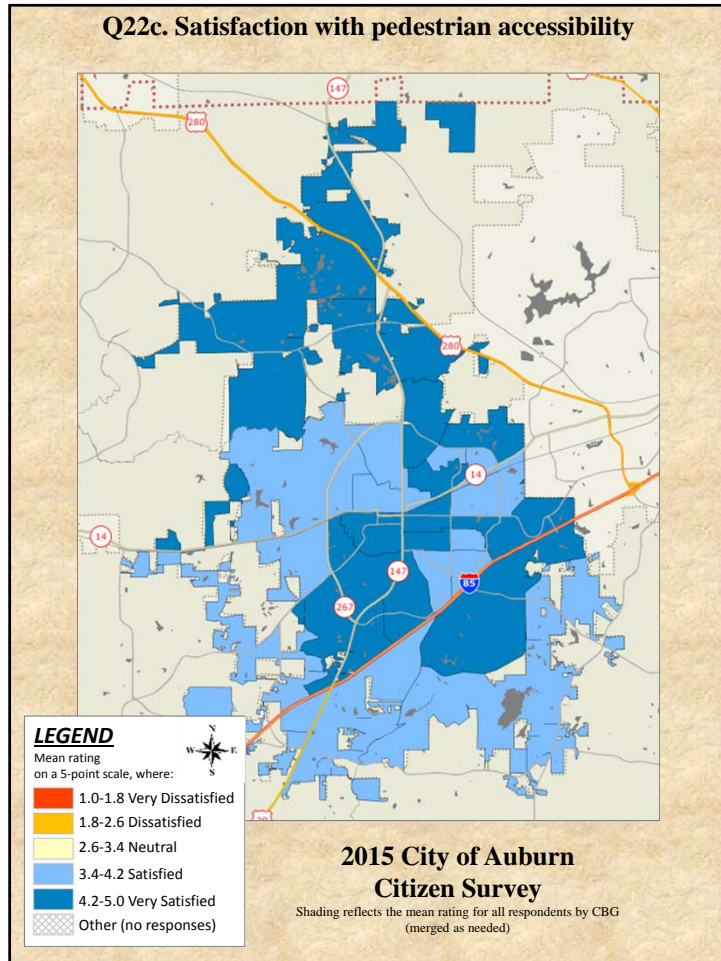 Q22c. Satisfaction with pedestrian accessibility
147
280
280
14
14
147
85
267
LEGEND
Mean rating
on a 5-point scale, where:
N
W E
S
1.0-1.8 Very Dissatisfied
1.8-2.6 Dissatisfied
2.6-3.4 Neutral
3.4-4.2 Satisfied
4.2-5.0 Very Satisfied
Other (no responses)
2015 City of Auburn
Citizen Survey
Shading reflects the mean rating for all respondents by CBG
(merged as needed)